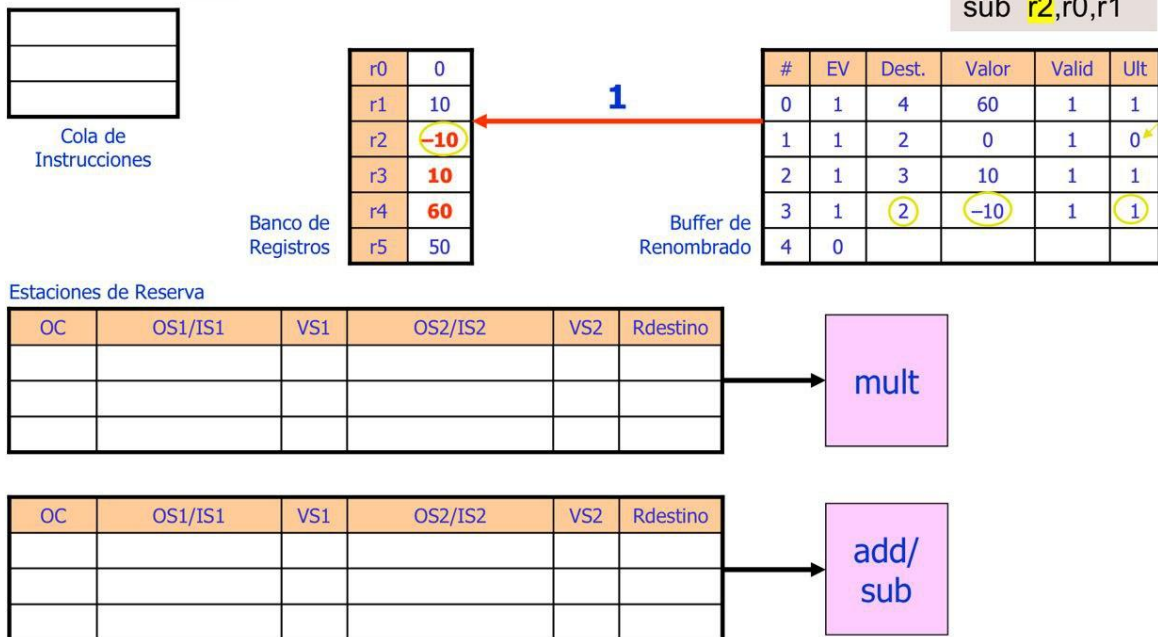 sub r2,r0,r1
Cola de
Instrucciones
r0 0
r1 10
r2 –10
r3 10
r4 60
r5 50
Banco de
Registros
1
# EV Dest. Valor Valid Ult
0 1 4 60 1 1
1 1 2 0 1 0
2 1 3 10 1 1
3 1 2 –10 1 1
4 0
Buffer de
Renombrado
Estaciones de Reserva
OC OS1/IS1 VS1 OS2/IS2 VS2 Rdestino
mult
OC OS1/IS1 VS1 OS2/IS2 VS2 Rdestino
add/
sub